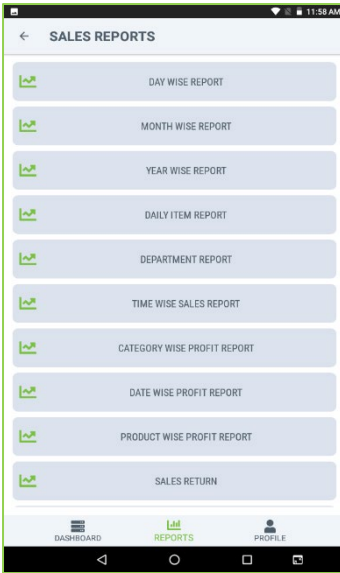 11:58 AM
SALES REPORTS
DAY WISE REPORT
MONTH WISE REPORT
YEAR WISE REPORT
DAILY ITEM REPORT
DEPARTMENT REPORT
TIME WISE SALES REPORT
CATEGORY WISE PROFIT REPORT
DATE WISE PROFIT REPORT
PRODUCT WISE PROFIT REPORT
SALES RETURN
DASHBOARD REPORTS PROFILE